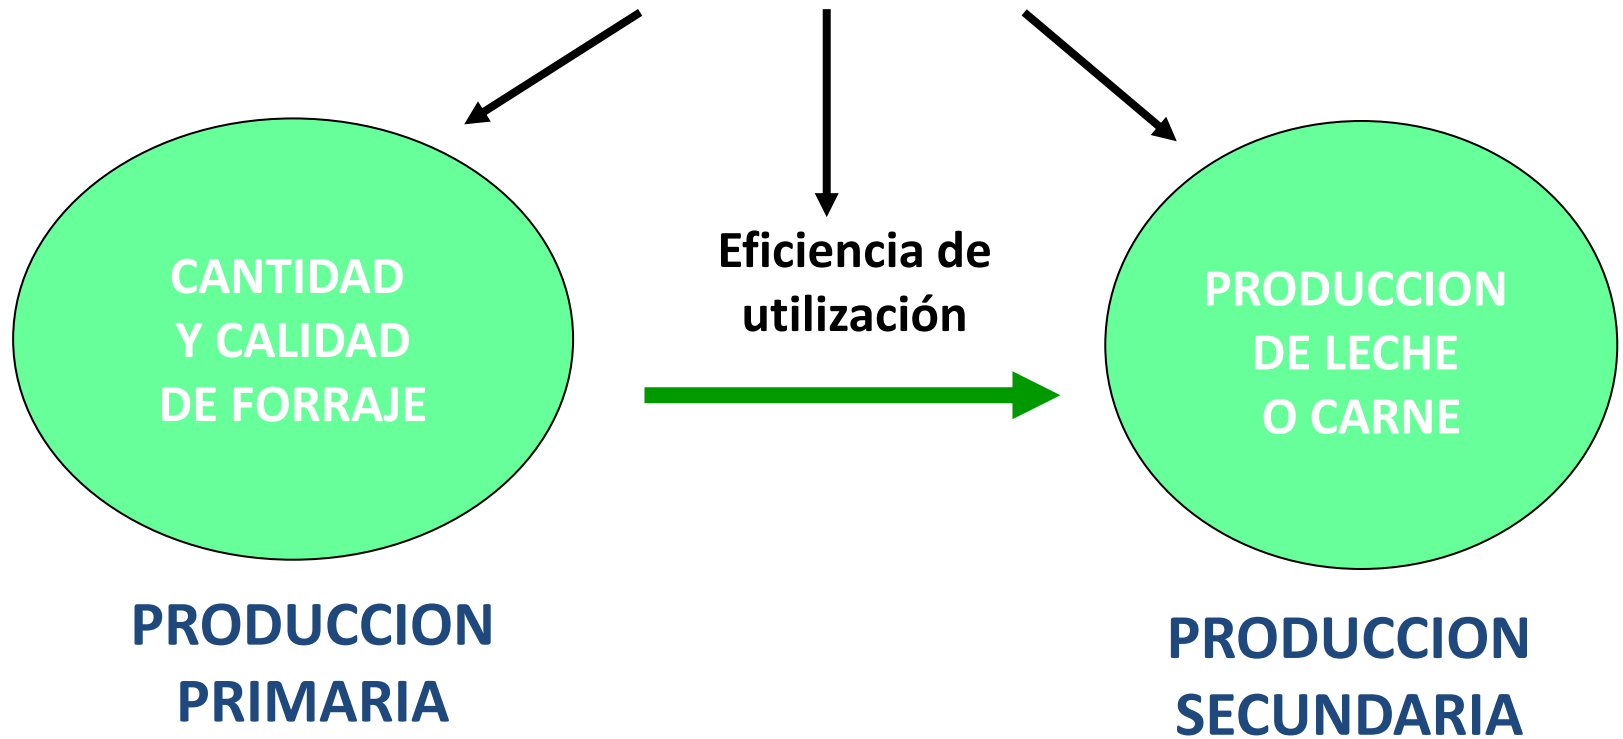 CANTIDAD
Y CALIDAD
DE FORRAJE
Eficiencia de
utilización
PRODUCCION
DE LECHE
O CARNE
PRODUCCION
PRIMARIA
PRODUCCION
SECUNDARIA